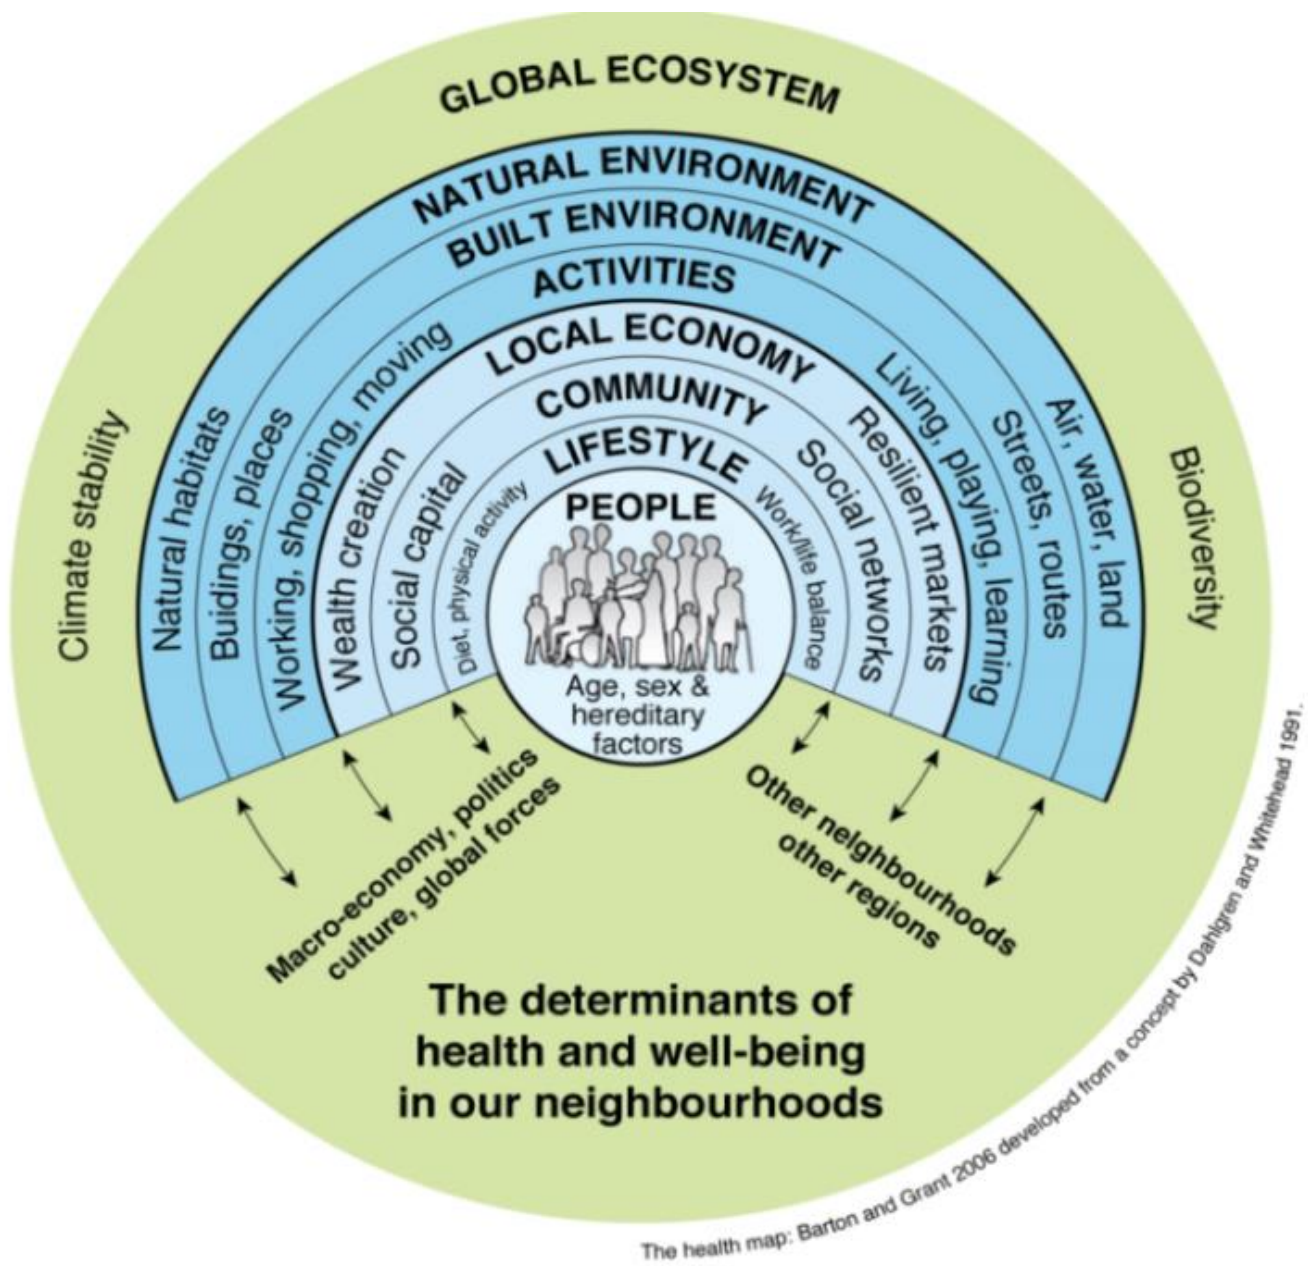 GLOBAL ECOSYSTEM
NATURAL ENVIRONMENT
BUILT ENVIRONMENT
ACTIVITIES
LOCAL ECONOMY
COMMUNITY
LIFESTYLE
PEOPLE
Age, sex &
hereditary
factors
Climate stability
Natural habitats
Buidings, places
Working, shopping, moving
Wealth creation
Social capital
Diet, physical activity
Work/life balance
Social networks
Resilient markets
Living, playing, learning
Streets, routes
Air, water, land
Biodiversity
Macro-economy, politics
culture, global forces
Other neighbourhoods
other regions
The determinants of
health and well-being
in our neighbourhoods
The health map: Barton and Grant 2006 developed from a concept by Dahlgren and Whitehead 1991.